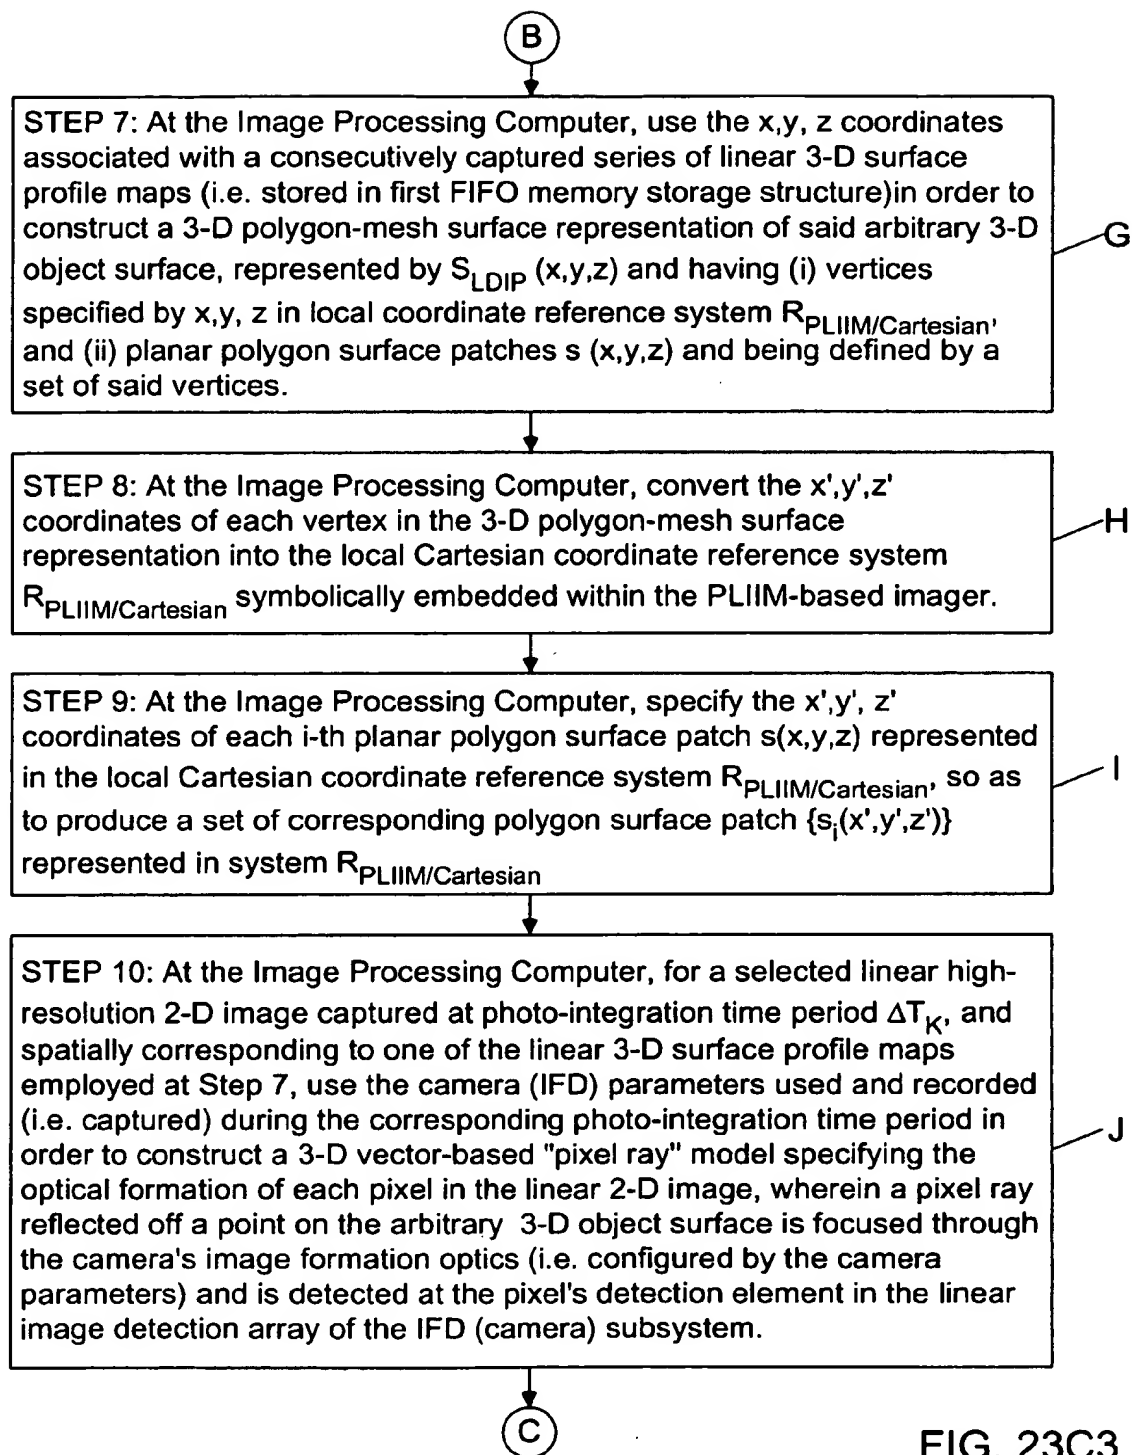 B
STEP 7: At the Image Processing Computer, use the x,y, z coordinates
associated with a consecutively captured series of linear 3-D surface
profile maps (i.e. stored in first FIFO memory storage structure)in order to
construct a 3-D polygon-mesh surface representation of said arbitrary 3-D
object surface, represented by S_LDIP (x,y,z) and having (i) vertices
specified by x,y, z in local coordinate reference system R_PLIIM/Cartesian,
and (ii) planar polygon surface patches s (x,y,z) and being defined by a
set of said vertices.
G
STEP 8: At the Image Processing Computer, convert the x',y',z'
coordinates of each vertex in the 3-D polygon-mesh surface
representation into the local Cartesian coordinate reference system
R_PLIIM/Cartesian symbolically embedded within the PLIIM-based imager.
H
STEP 9: At the Image Processing Computer, specify the x',y', z'
coordinates of each i-th planar polygon surface patch s(x,y,z) represented
in the local Cartesian coordinate reference system R_PLIIM/Cartesian, so as
to produce a set of corresponding polygon surface patch {s_i(x',y',z')}
represented in system R_PLIIM/Cartesian
I
STEP 10: At the Image Processing Computer, for a selected linear high-
resolution 2-D image captured at photo-integration time period ΔT_K, and
spatially corresponding to one of the linear 3-D surface profile maps
employed at Step 7, use the camera (IFD) parameters used and recorded
(i.e. captured) during the corresponding photo-integration time period in
order to construct a 3-D vector-based "pixel ray" model specifying the
optical formation of each pixel in the linear 2-D image, wherein a pixel ray
reflected off a point on the arbitrary 3-D object surface is focused through
the camera's image formation optics (i.e. configured by the camera
parameters) and is detected at the pixel's detection element in the linear
image detection array of the IFD (camera) subsystem.
J
C
FIG. 23C3